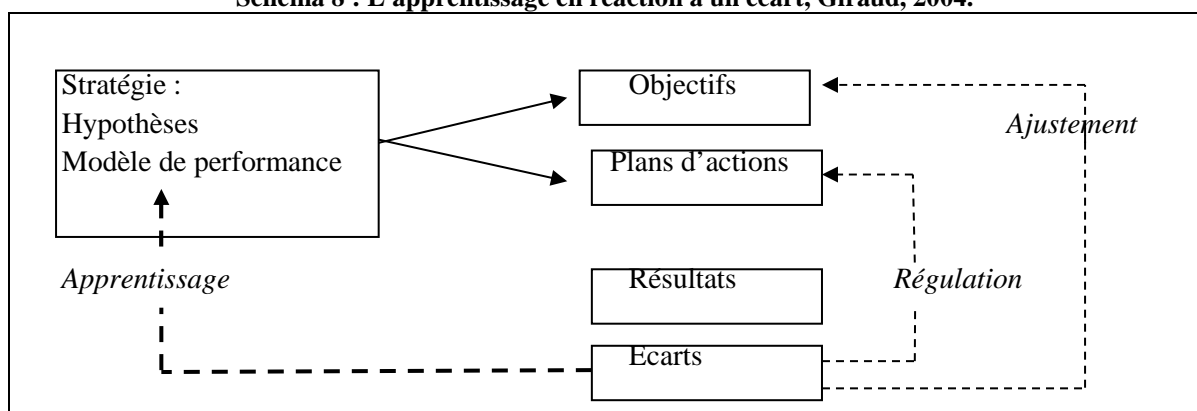 Schéma 8 : L'apprentissage en réaction à un écart, Giraud, 2004.
Stratégie :
Hypothèses
Modèle de performance
Objectifs
Ajustement
Plans d'actions
Apprentissage
Résultats
Régulation
Ecarts